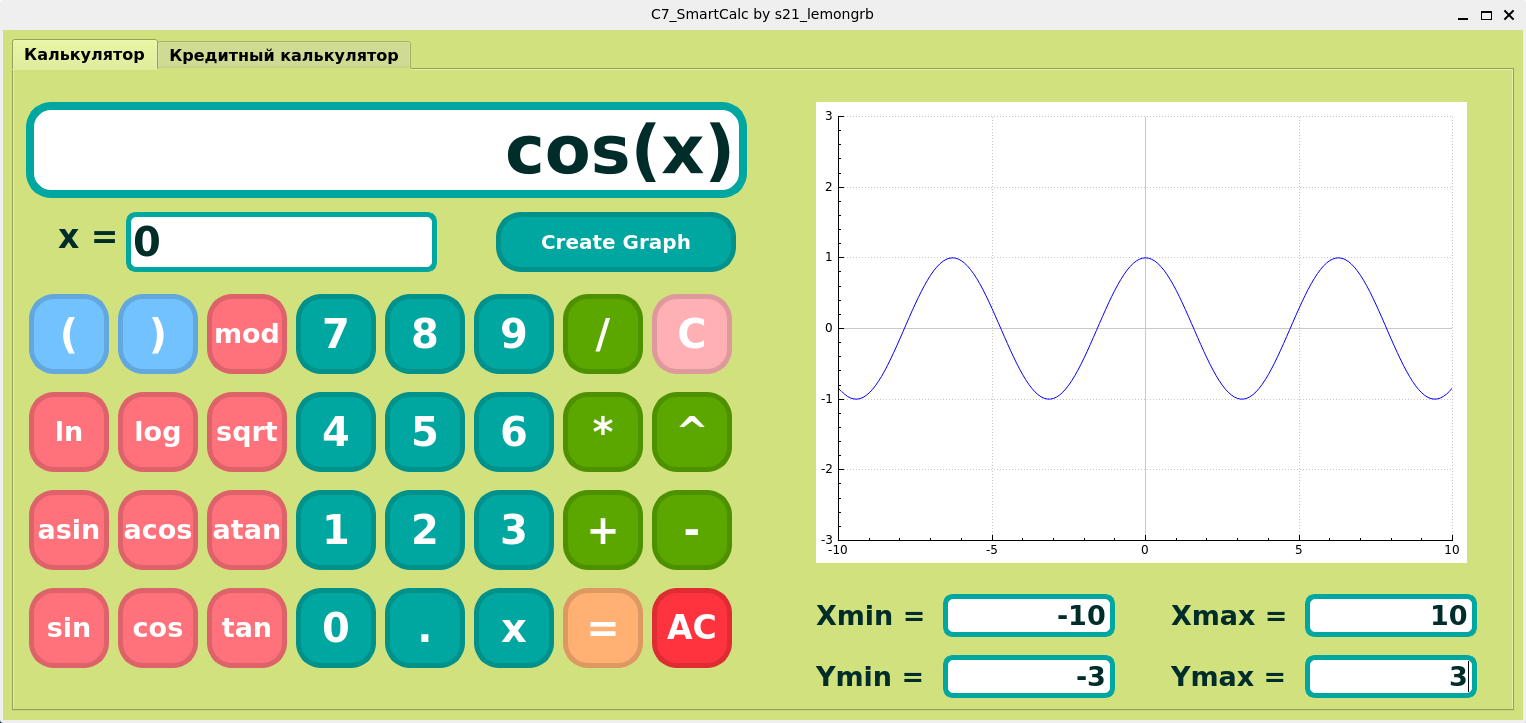 C7_SmartCalc by s21_lemongrb
Калькулятор Кредитный калькулятор
cos(x)
x = 0 Create Graph
( ) mod 7 8 9 / C
ln log sqrt 4 5 6 * ^
asin acos atan 1 2 3 + -
sin cos tan 0 . x = AC
3
2
1
0
-1
-2
-3
-10 -5 0 5 10
Xmin = -10 Xmax = 10
Ymin = -3 Ymax = 3